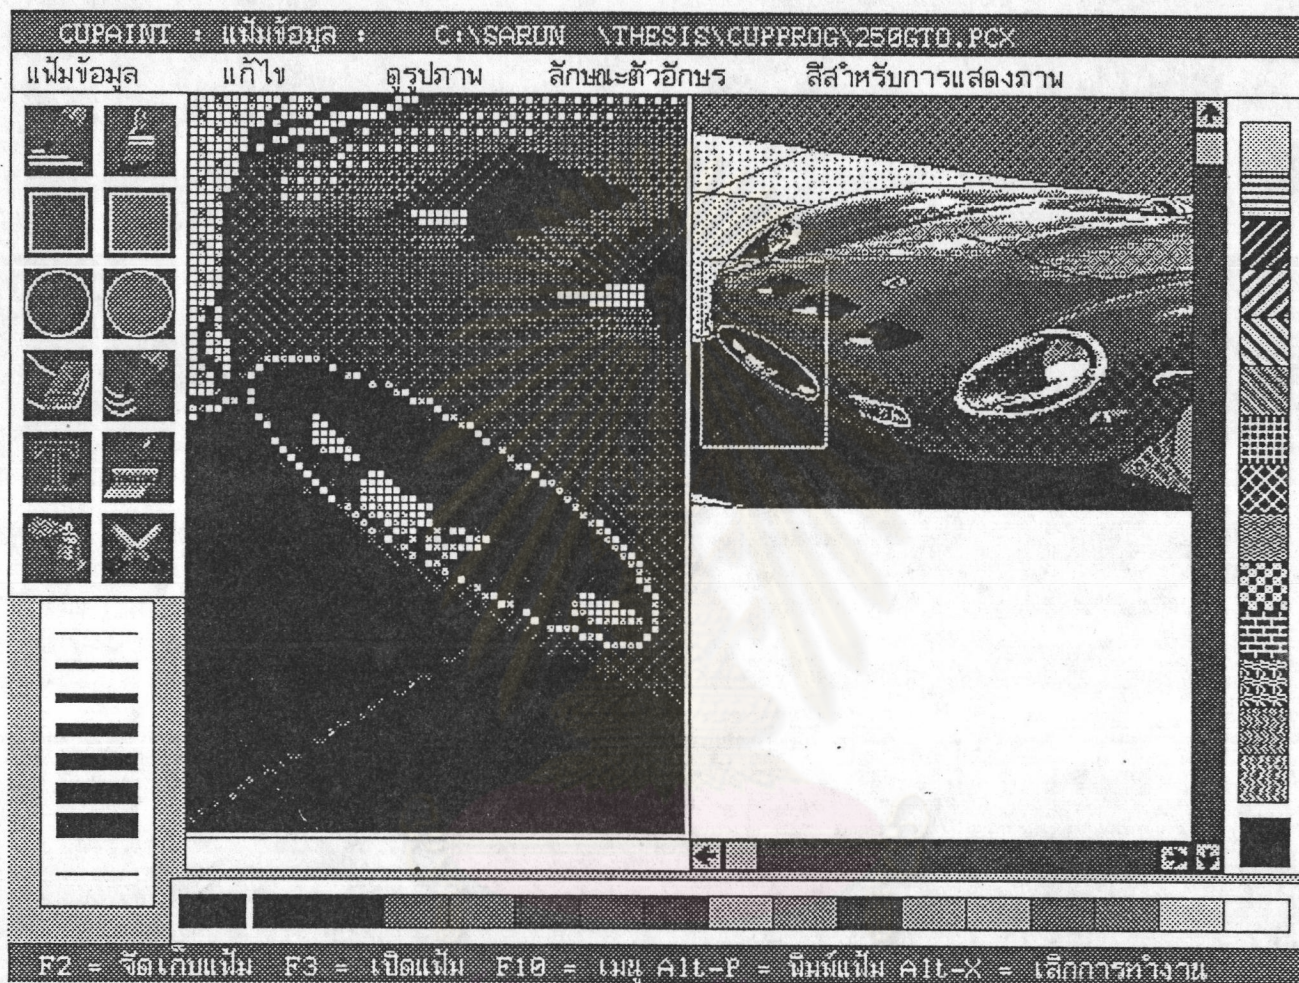 CUPAINT : แฟ้มข้อมูล : C:\SARUN \THESIS\CUPPROG\250GTO.PCX
แฟ้มข้อมูล แก้ไข ดูรูปภาพ ลักษณะตัวอักษร สีสำหรับการแสดงภาพ
T
F2 = จัดเก็บแฟ้ม F3 = เปิดแฟ้ม F10 = เมนู Alt-P = พิมพ์แฟ้ม Alt-X = เลิกการทำงาน